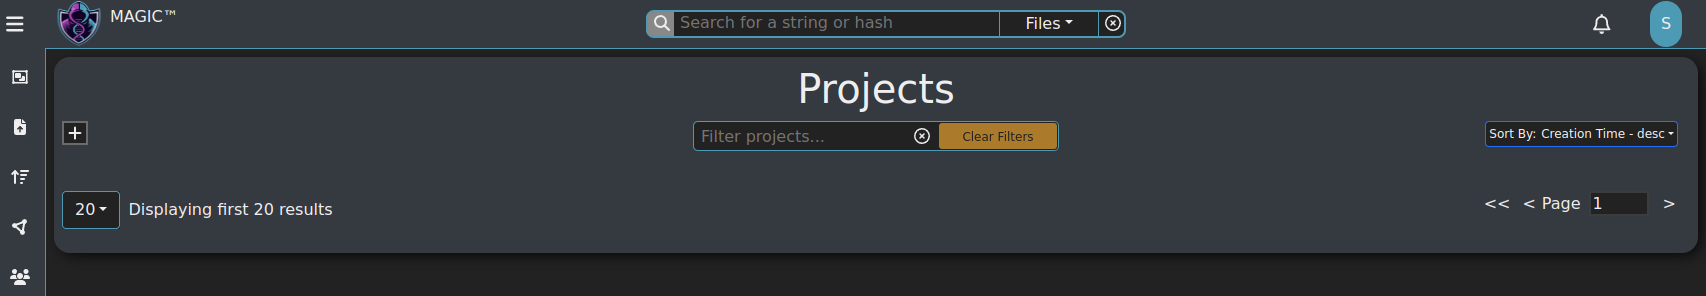 MAGIC™
Search for a string or hash
Files
S
Projects
+
Filter projects...
Clear Filters
Sort By: Creation Time - desc
20
Displaying first 20 results
<< < Page 1 >